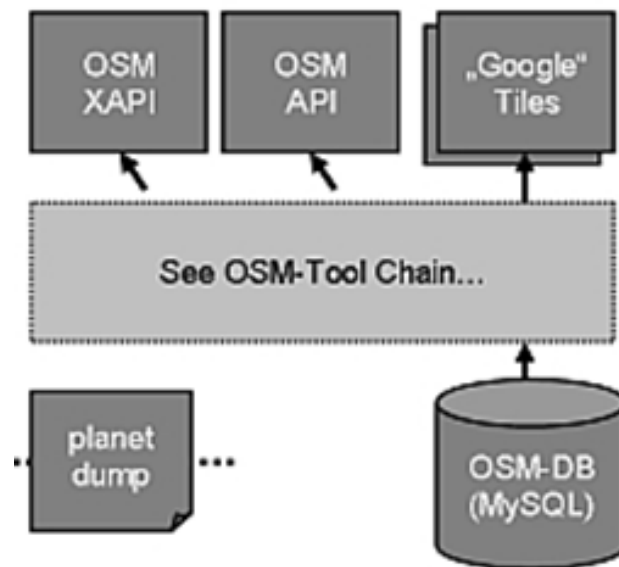 OSM
XAPI
OSM
API
„Google“
Tiles
See OSM-Tool Chain...
planet
dump
OSM-DB
(MySQL)